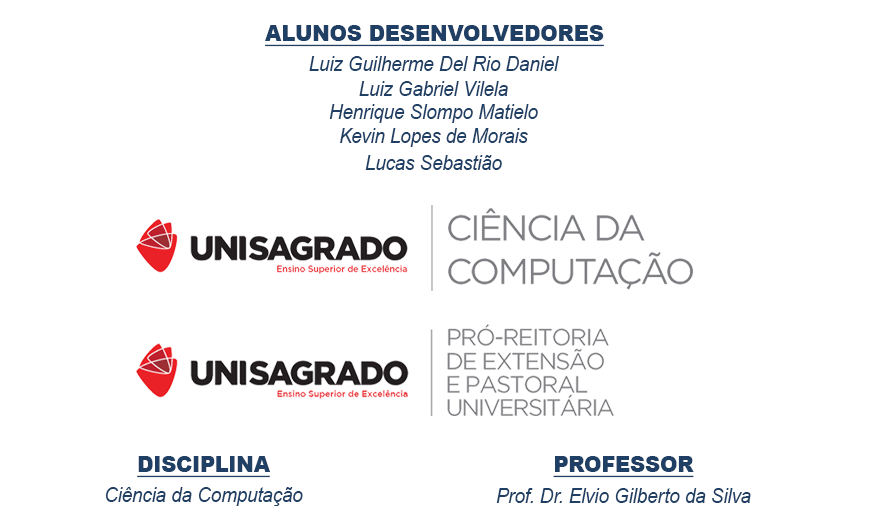 ALUNOS DESENVOLVEDORES
Luiz Guilherme Del Rio Daniel
Luiz Gabriel Vilela
Henrique Slompo Matielo
Kevin Lopes de Morais
Lucas Sebastião
UNISAGRADO
Ensino Superior de Excelência
CIÊNCIA DA
COMPUTAÇÃO
UNISAGRADO
Ensino Superior de Excelência
PRÓ-REITORIA
DE EXTENSÃO
E PASTORAL
UNIVERSITÁRIA
DISCIPLINA
Ciência da Computação
PROFESSOR
Prof. Dr. Elvio Gilberto da Silva